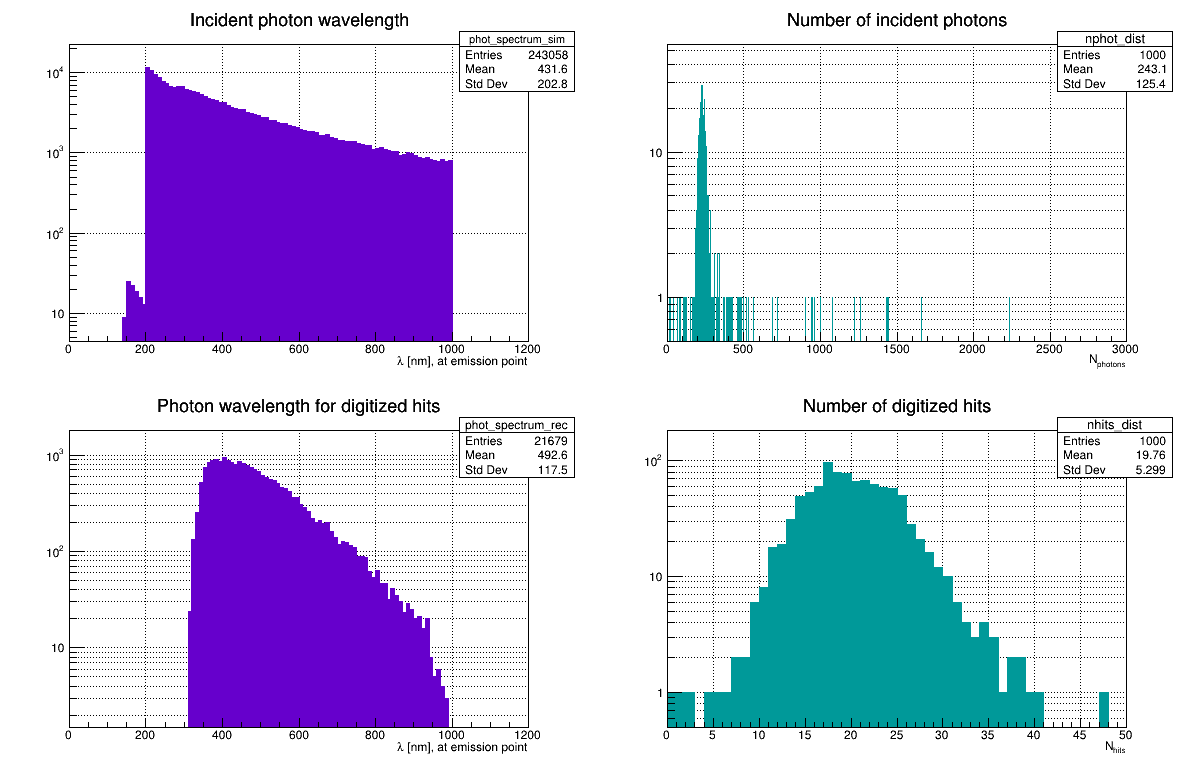 Incident photon wavelength
phot_spectrum_sim
Entries 243058
Mean 431.6
Std Dev 202.8
10⁴
10³
10²
10
0 200 400 600 800 1000 1200
λ [nm], at emission point
Number of incident photons
nphot_dist
Entries 1000
Mean 243.1
Std Dev 125.4
10
1
0 500 1000 1500 2000 2500 3000
Nphotons
Photon wavelength for digitized hits
phot_spectrum_rec
Entries 21679
Mean 492.6
Std Dev 117.5
10³
10²
10
0 200 400 600 800 1000 1200
λ [nm], at emission point
Number of digitized hits
nhits_dist
Entries 1000
Mean 19.76
Std Dev 5.299
10²
10
1
0 5 10 15 20 25 30 35 40 45 50
Nhits